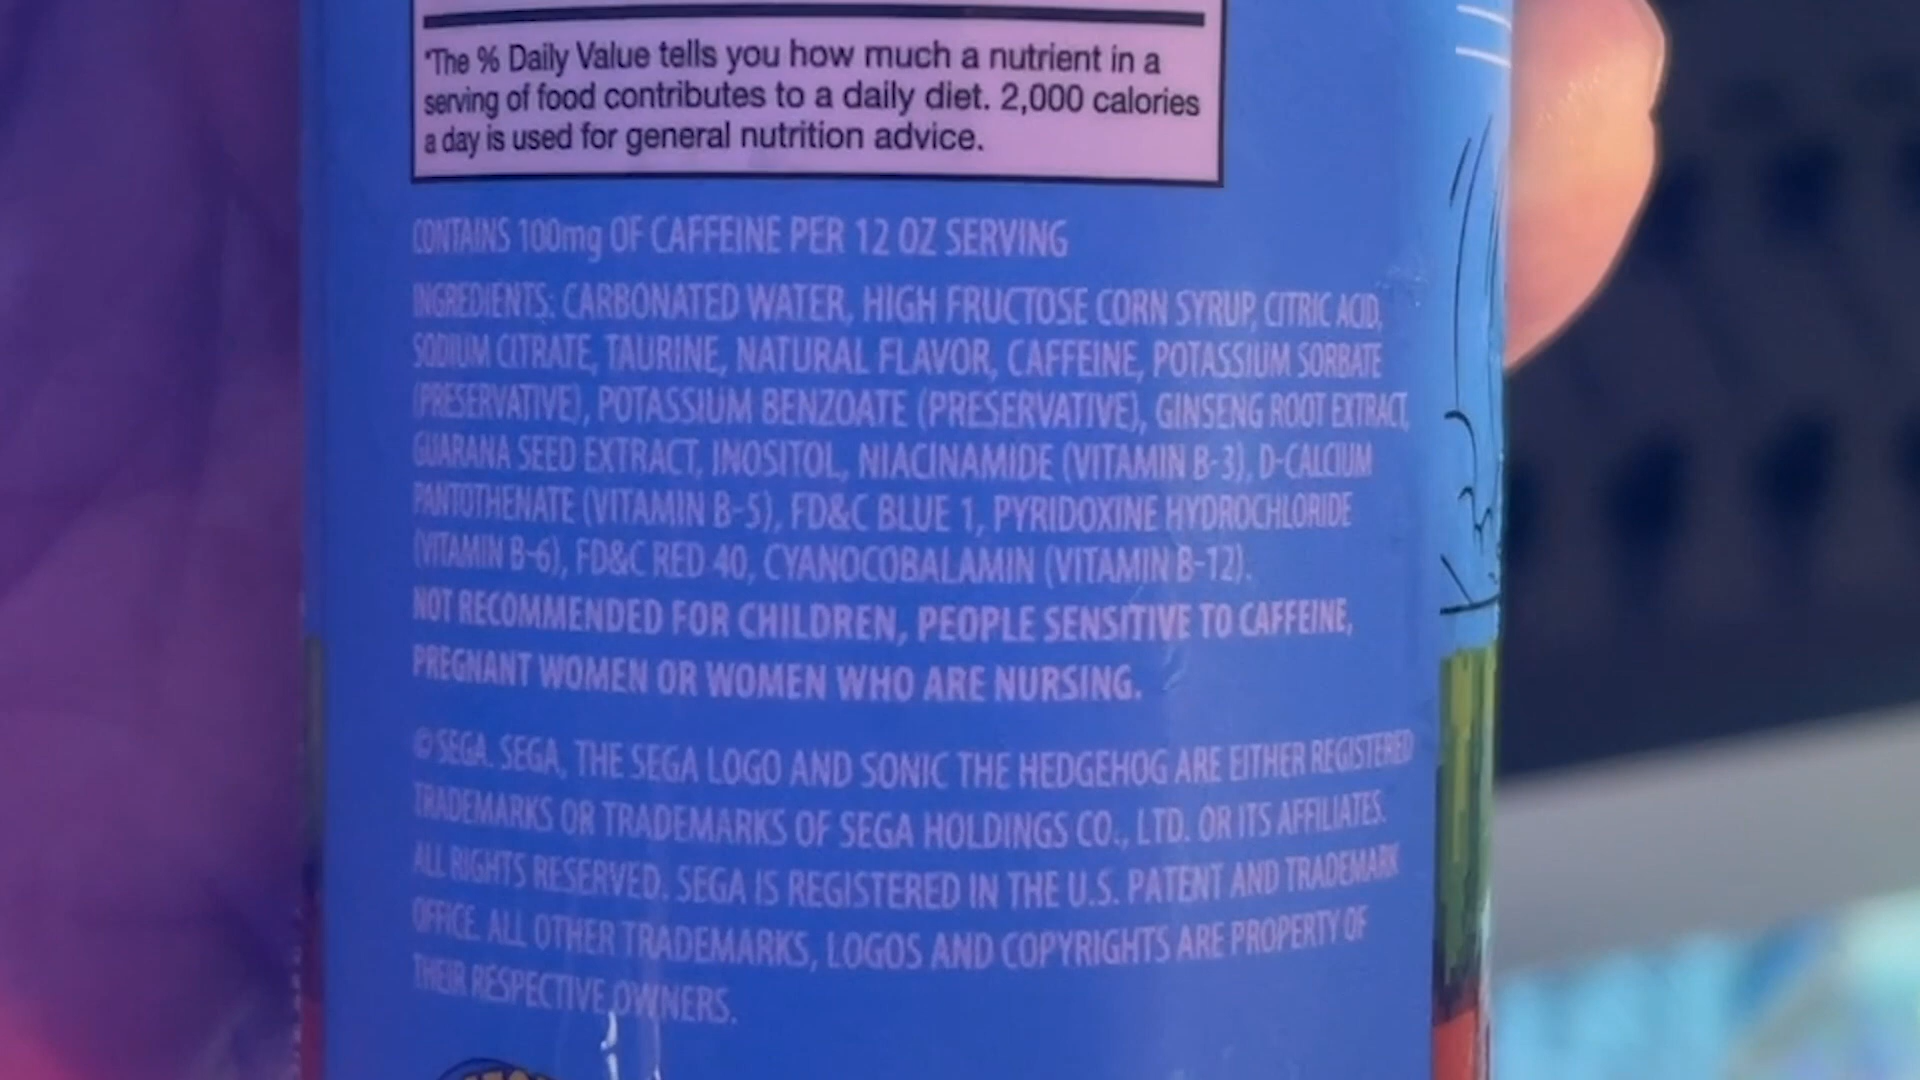 *The % Daily Value tells you how much a nutrient in a
serving of food contributes to a daily diet. 2,000 calories
a day is used for general nutrition advice.
CONTAINS 100mg OF CAFFEINE PER 12 OZ SERVING
INGREDIENTS: CARBONATED WATER, HIGH FRUCTOSE CORN SYRUP, CITRIC ACID,
SODIUM CITRATE, TAURINE, NATURAL FLAVOR, CAFFEINE, POTASSIUM SORBATE
(PRESERVATIVE), POTASSIUM BENZOATE (PRESERVATIVE), GINSENG ROOT EXTRACT,
GUARANA SEED EXTRACT, INOSITOL, NIACINAMIDE (VITAMIN B-3), D-CALCIUM
PANTOTHENATE (VITAMIN B-5), FD&C BLUE 1, PYRIDOXINE HYDROCHLORIDE
(VITAMIN B-6), FD&C RED 40, CYANOCOBALAMIN (VITAMIN B-12).
NOT RECOMMENDED FOR CHILDREN, PEOPLE SENSITIVE TO CAFFEINE,
PREGNANT WOMEN OR WOMEN WHO ARE NURSING.
©SEGA. SEGA, THE SEGA LOGO AND SONIC THE HEDGEHOG ARE EITHER REGISTERED
TRADEMARKS OR TRADEMARKS OF SEGA HOLDINGS CO., LTD. OR ITS AFFILIATES.
ALL RIGHTS RESERVED. SEGA IS REGISTERED IN THE U.S. PATENT AND TRADEMARK
OFFICE. ALL OTHER TRADEMARKS, LOGOS AND COPYRIGHTS ARE PROPERTY OF
THEIR RESPECTIVE OWNERS.